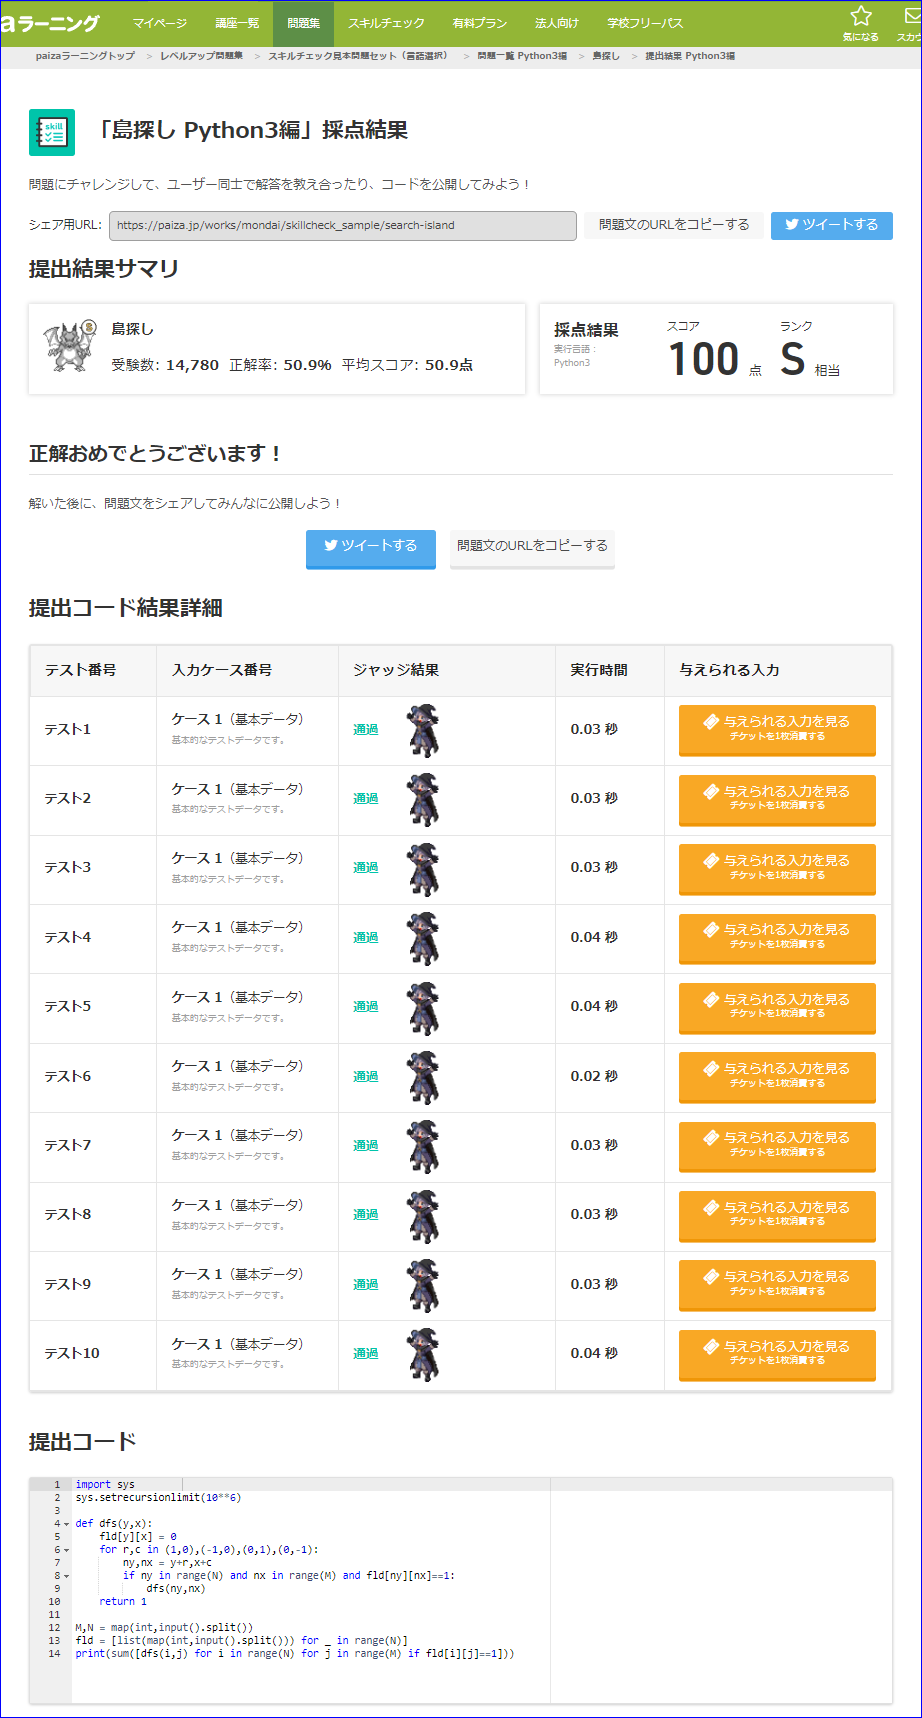 aラーニング
マイページ 講座一覧 問題集 スキルチェック 有料プラン 法人向け 学校フリーパス 気になる スカウ
paizaラーニングトップ > レベルアップ問題集 > スキルチェック見本問題セット（言語選択） > 問題一覧 Python3編 > 島探し > 提出結果 Python3編
skill
「島探し Python3編」採点結果
問題にチャレンジして、ユーザー同士で解答を教え合ったり、コードを公開してみよう！
シェア用URL: https://paiza.jp/works/mondai/skillcheck_sample/search-island 問題文のURLをコピーする ツイートする
提出結果サマリ
S
島探し
受験数: 14,780 正解率: 50.9% 平均スコア: 50.9点
採点結果
実行言語：
Python3
スコア
100 点
ランク
S 相当
正解おめでとうございます！
解いた後に、問題文をシェアしてみんなに公開しよう！
ツイートする 問題文のURLをコピーする
提出コード結果詳細
テスト番号 入力ケース番号 ジャッジ結果 実行時間 与えられる入力
テスト1 ケース 1（基本データ） 通過 0.03 秒 与えられる入力を見る
基本的なテストデータです。 チケットを1枚消費する
テスト2 ケース 1（基本データ） 通過 0.03 秒 与えられる入力を見る
基本的なテストデータです。 チケットを1枚消費する
テスト3 ケース 1（基本データ） 通過 0.03 秒 与えられる入力を見る
基本的なテストデータです。 チケットを1枚消費する
テスト4 ケース 1（基本データ） 通過 0.04 秒 与えられる入力を見る
基本的なテストデータです。 チケットを1枚消費する
テスト5 ケース 1（基本データ） 通過 0.04 秒 与えられる入力を見る
基本的なテストデータです。 チケットを1枚消費する
テスト6 ケース 1（基本データ） 通過 0.02 秒 与えられる入力を見る
基本的なテストデータです。 チケットを1枚消費する
テスト7 ケース 1（基本データ） 通過 0.03 秒 与えられる入力を見る
基本的なテストデータです。 チケットを1枚消費する
テスト8 ケース 1（基本データ） 通過 0.03 秒 与えられる入力を見る
基本的なテストデータです。 チケットを1枚消費する
テスト9 ケース 1（基本データ） 通過 0.03 秒 与えられる入力を見る
基本的なテストデータです。 チケットを1枚消費する
テスト10 ケース 1（基本データ） 通過 0.04 秒 与えられる入力を見る
基本的なテストデータです。 チケットを1枚消費する
提出コード
1 import sys
2 sys.setrecursionlimit(10**6)
3
4 def dfs(y,x):
5     fld[y][x] = 0
6     for r,c in (1,0),(-1,0),(0,1),(0,-1):
7         ny,nx = y+r,x+c
8         if ny in range(N) and nx in range(M) and fld[ny][nx]==1:
9             dfs(ny,nx)
10     return 1
11
12 M,N = map(int,input().split())
13 fld = [list(map(int,input().split())) for _ in range(N)]
14 print(sum([dfs(i,j) for i in range(N) for j in range(M) if fld[i][j]==1]))